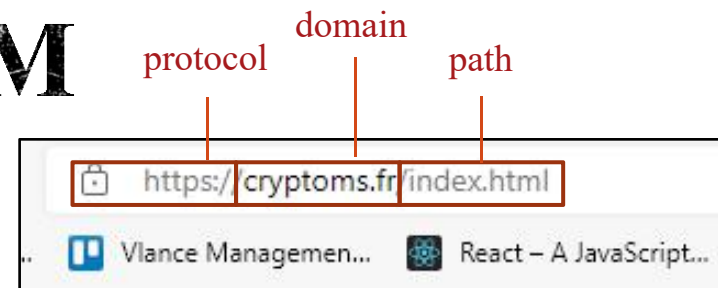 M
domain
protocol
path
https://cryptoms.fr/index.html
.. Vlance Managemen... React – A JavaScript...